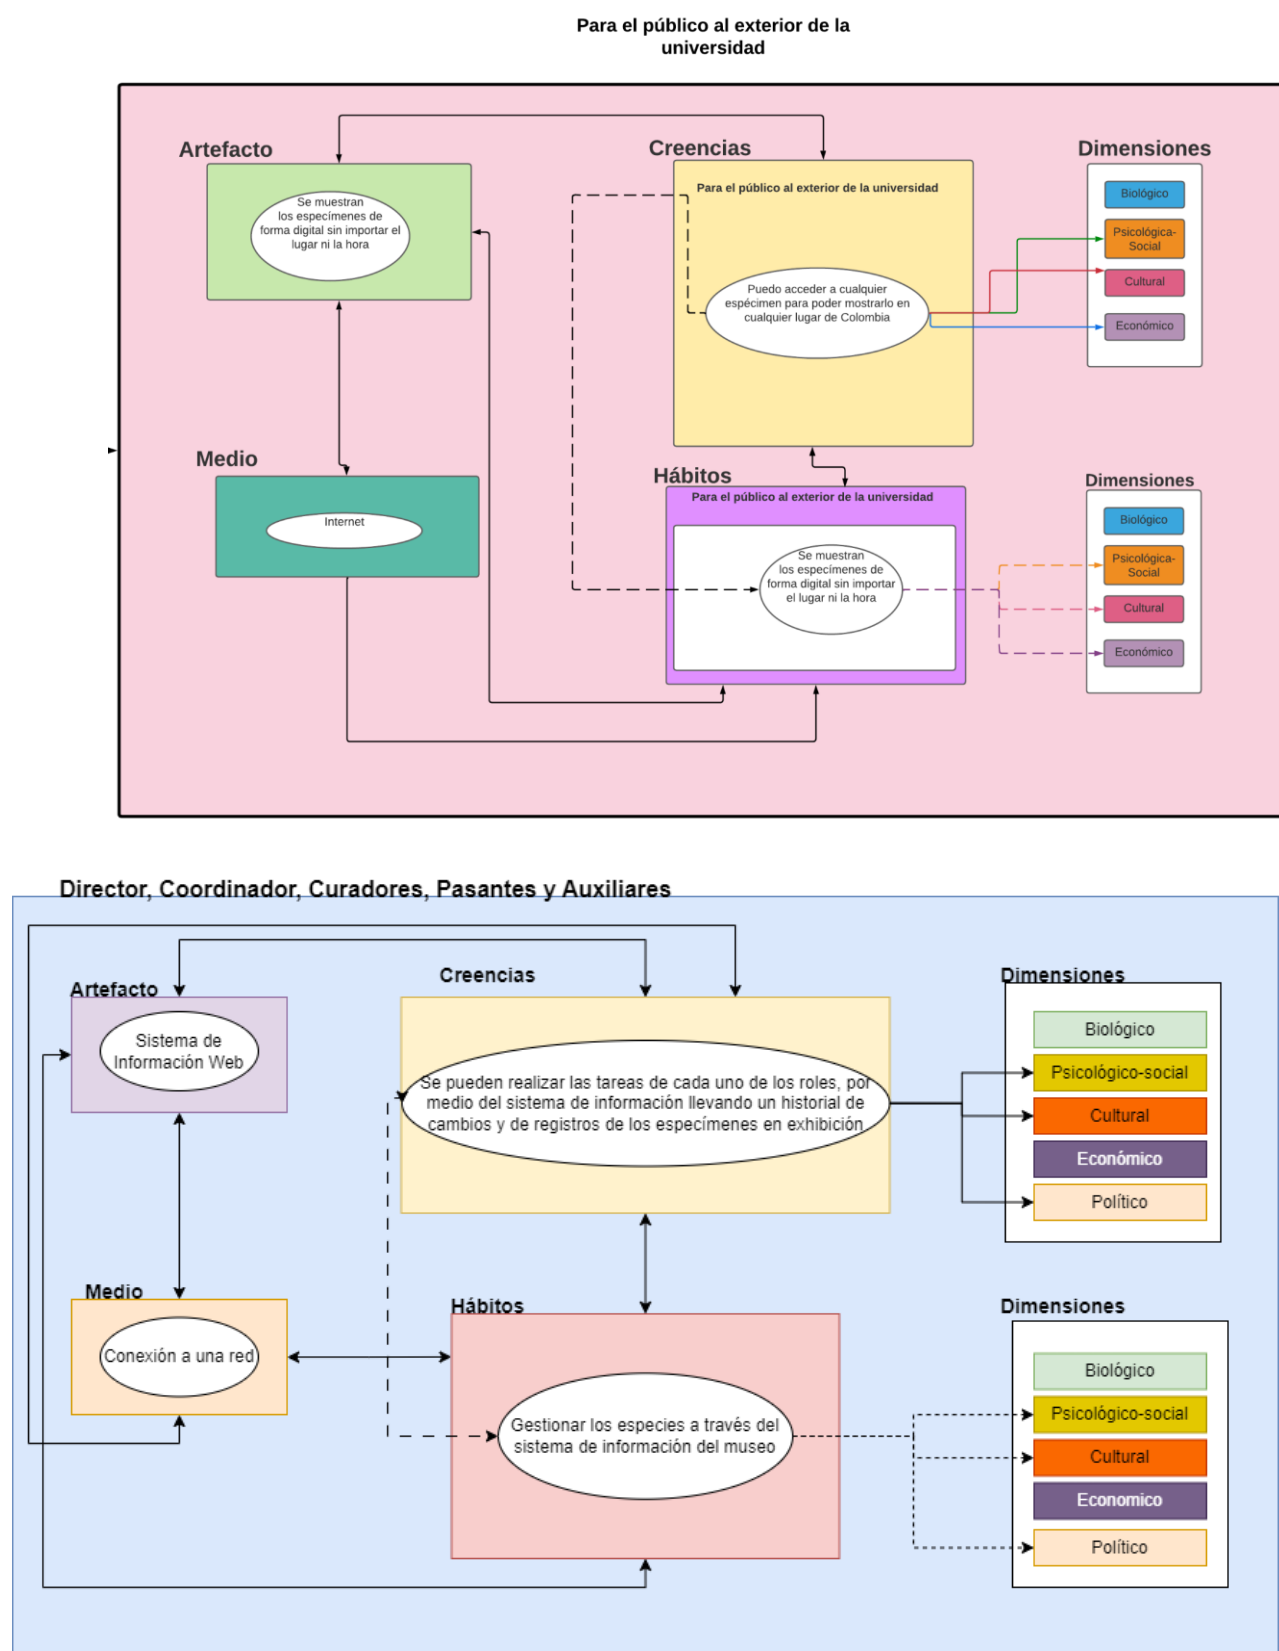 Para el público al exterior de la
universidad
Artefacto
Se muestran
los especímenes de
forma digital sin importar el
lugar ni la hora
Creencias
Para el público al exterior de la universidad
Puedo acceder a cualquier
espécimen para poder mostrarlo en
cualquier lugar de Colombia
Dimensiones
Biológico
Psicológica-
Social
Cultural
Económico
Medio
Internet
Hábitos
Para el público al exterior de la universidad
Se muestran
los especímenes de
forma digital sin importar
el lugar ni la hora
Dimensiones
Biológico
Psicológica-
Social
Cultural
Económico
Director, Coordinador, Curadores, Pasantes y Auxiliares
Artefacto
Sistema de
Información Web
Creencias
Se pueden realizar las tareas de cada uno de los roles, por
medio del sistema de información llevando un historial de
cambios y de registros de los especímenes en exhibición
Dimensiones
Biológico
Psicológico-social
Cultural
Económico
Político
Medio
Conexión a una red
Hábitos
Gestionar los especies a través del
sistema de información del museo
Dimensiones
Biológico
Psicológico-social
Cultural
Economico
Político